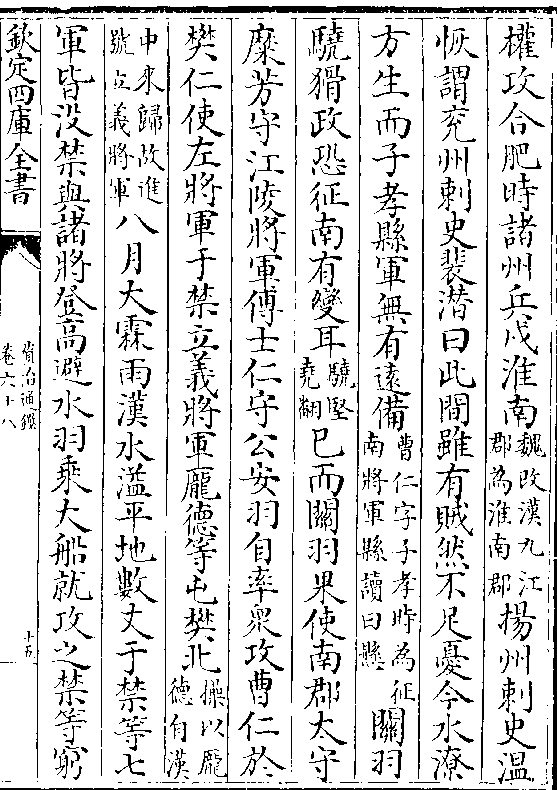 權攻合肥時諸州兵戍淮南魏改漢九江郡為淮南郡揚州刺史溫
恢謂兖州刺史裴潛曰此間雖有賊然不足憂今水潦
方生而子孝縣軍無有遠備曹仁字子孝時為征南將軍縣讀曰懸關羽
驍猾政恐征南有變耳驍堅堯翻已而關羽果使南郡太守
糜芳守江陵將軍傅士仁守公安羽自率衆攻曹仁於
樊仁使左將軍于禁立義將軍龐德等屯樊北操以龐德自漢
中來歸故進號立義將軍八月大霖雨漢水溢平地數丈于禁等七
軍皆没禁與諸將登高避水羽乘大船就攻之禁等窮
欽定四庫全書
資治通鑑
卷六十八
十五